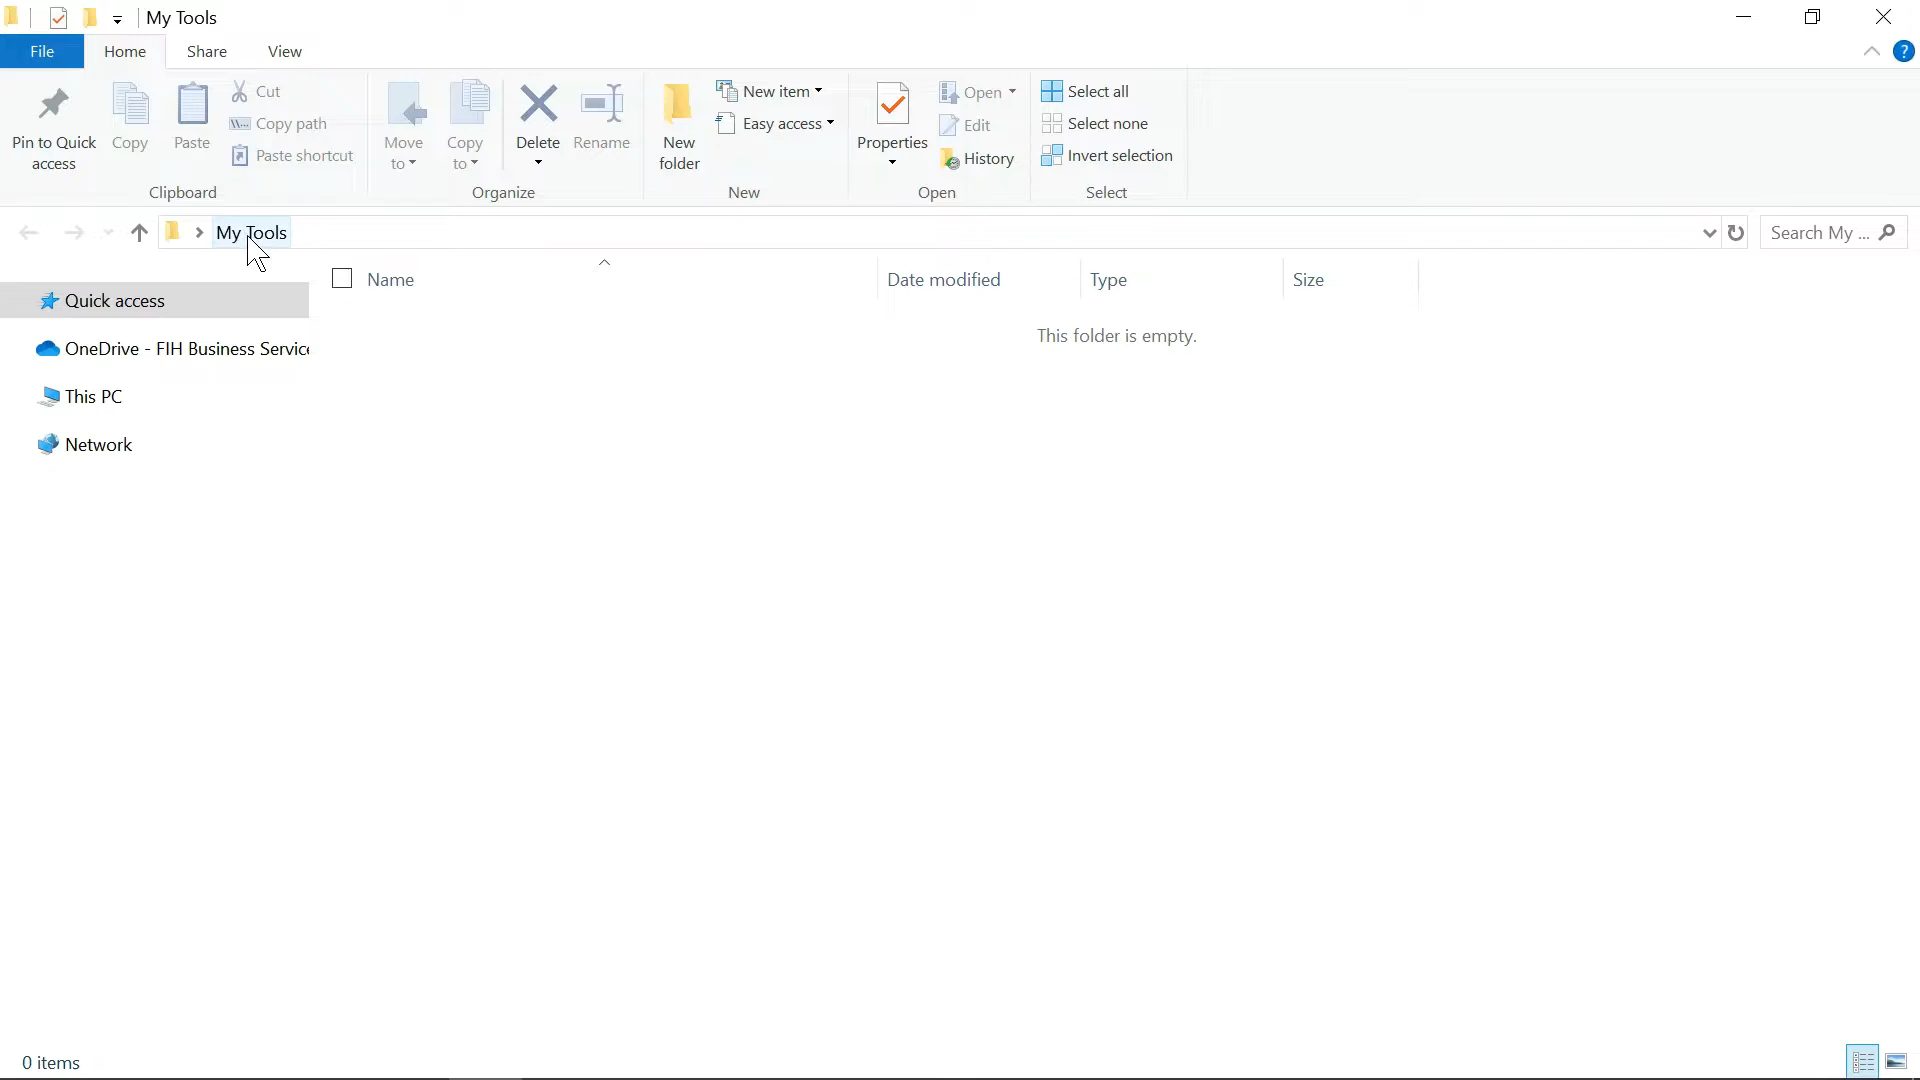 My Tools
File Home Share View
Pin to Quick access
Copy
Paste
Cut
Copy path
Paste shortcut
Clipboard
Move to
Copy to
Delete
Rename
Organize
New folder
New item
Easy access
New
Properties
Open
Edit
History
Open
Select all
Select none
Invert selection
Select
My Tools
Search My ...
Name Date modified Type Size
This folder is empty.
Quick access
OneDrive - FIH Business Servic
This PC
Network
0 items